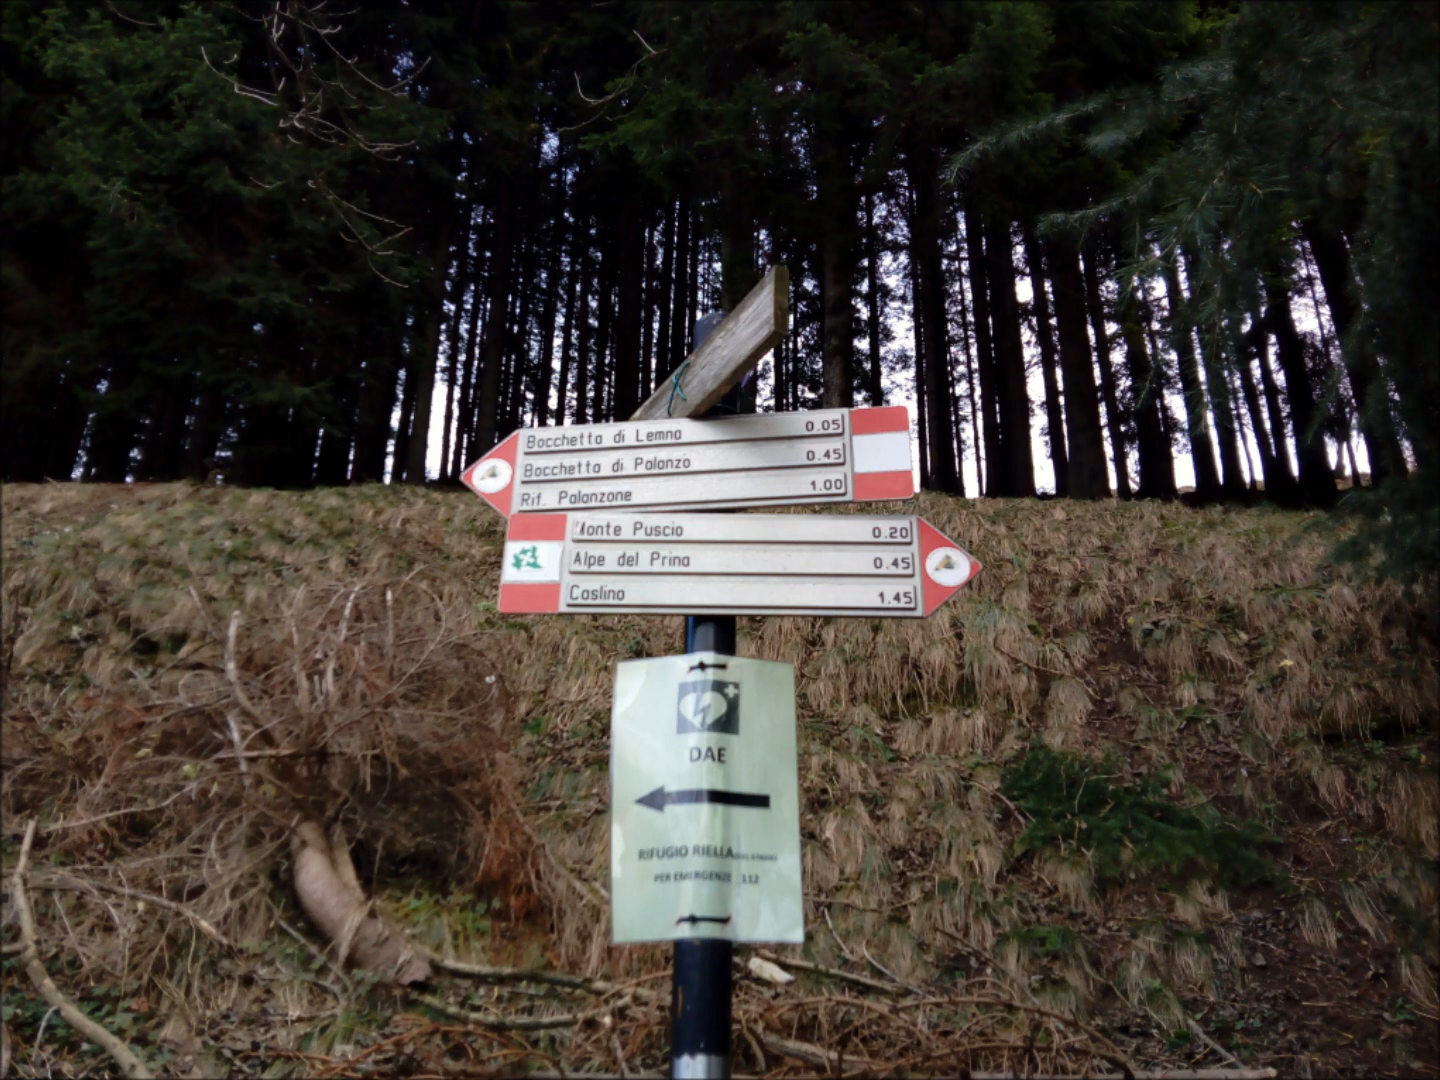 Bocchetta di Lemna 0.05
Bocchetta di Palanzo 0.45
Rif. Palanzone 1.00
Monte Puscio 0.20
Alpe del Prina 0.45
Caslino 1.45
DAE
RIFUGIO RIELLA
PER EMERGENZE 112